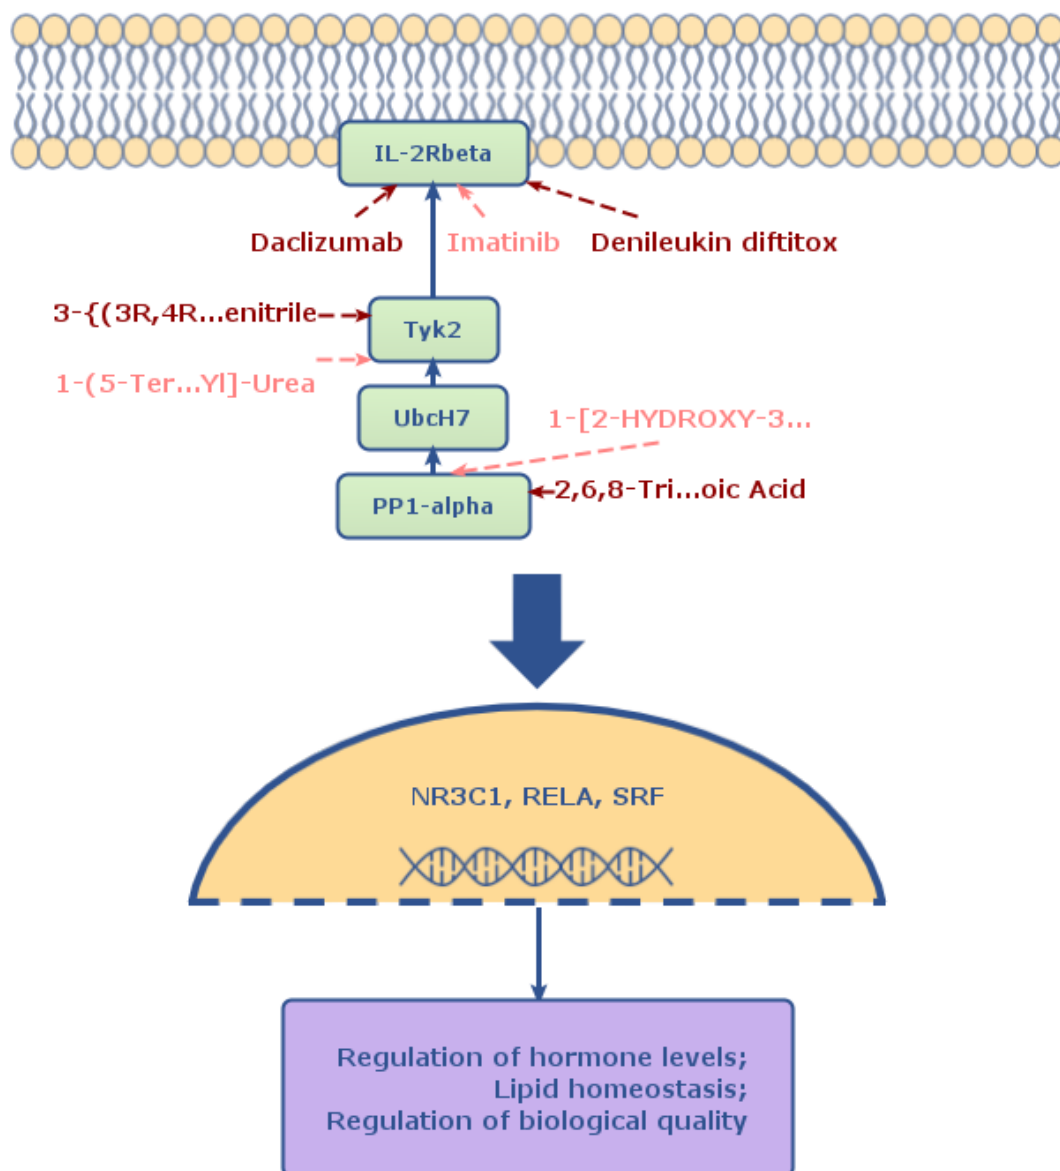 IL-2Rbeta
Daclizumab
Imatinib
Denileukin diftitox
3-{(3R,4R...enitrile
Tyk2
1-(5-Ter...Yl]-Urea
UbcH7
1-[2-HYDROXY-3...
PP1-alpha
2,6,8-Tri...oic Acid
NR3C1, RELA, SRF
Regulation of hormone levels;
Lipid homeostasis;
Regulation of biological quality